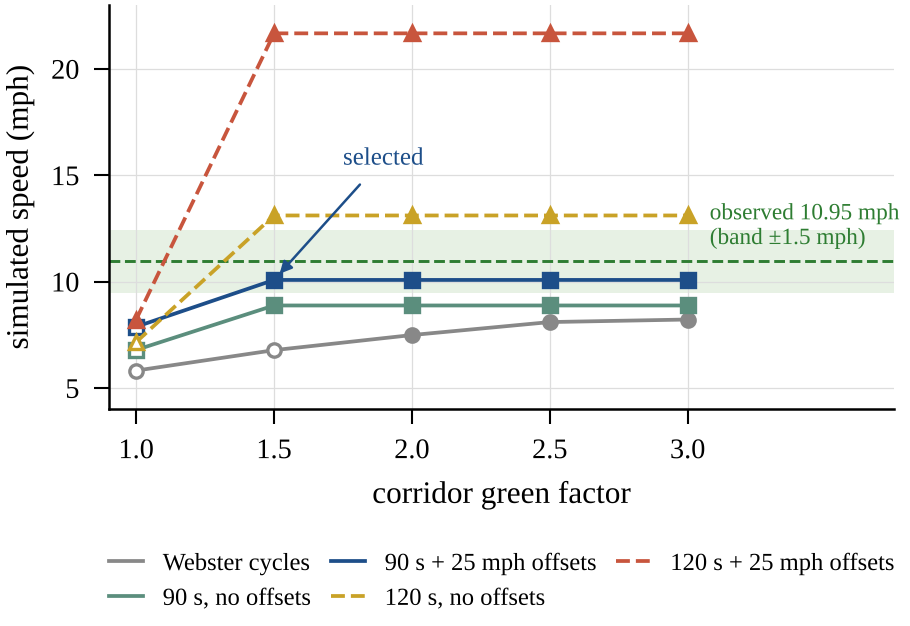 simulated speed (mph)
20
15
10
5
selected
observed 10.95 mph
(band ±1.5 mph)
1.0 1.5 2.0 2.5 3.0
corridor green factor
Webster cycles 90 s + 25 mph offsets 120 s + 25 mph offsets
90 s, no offsets 120 s, no offsets